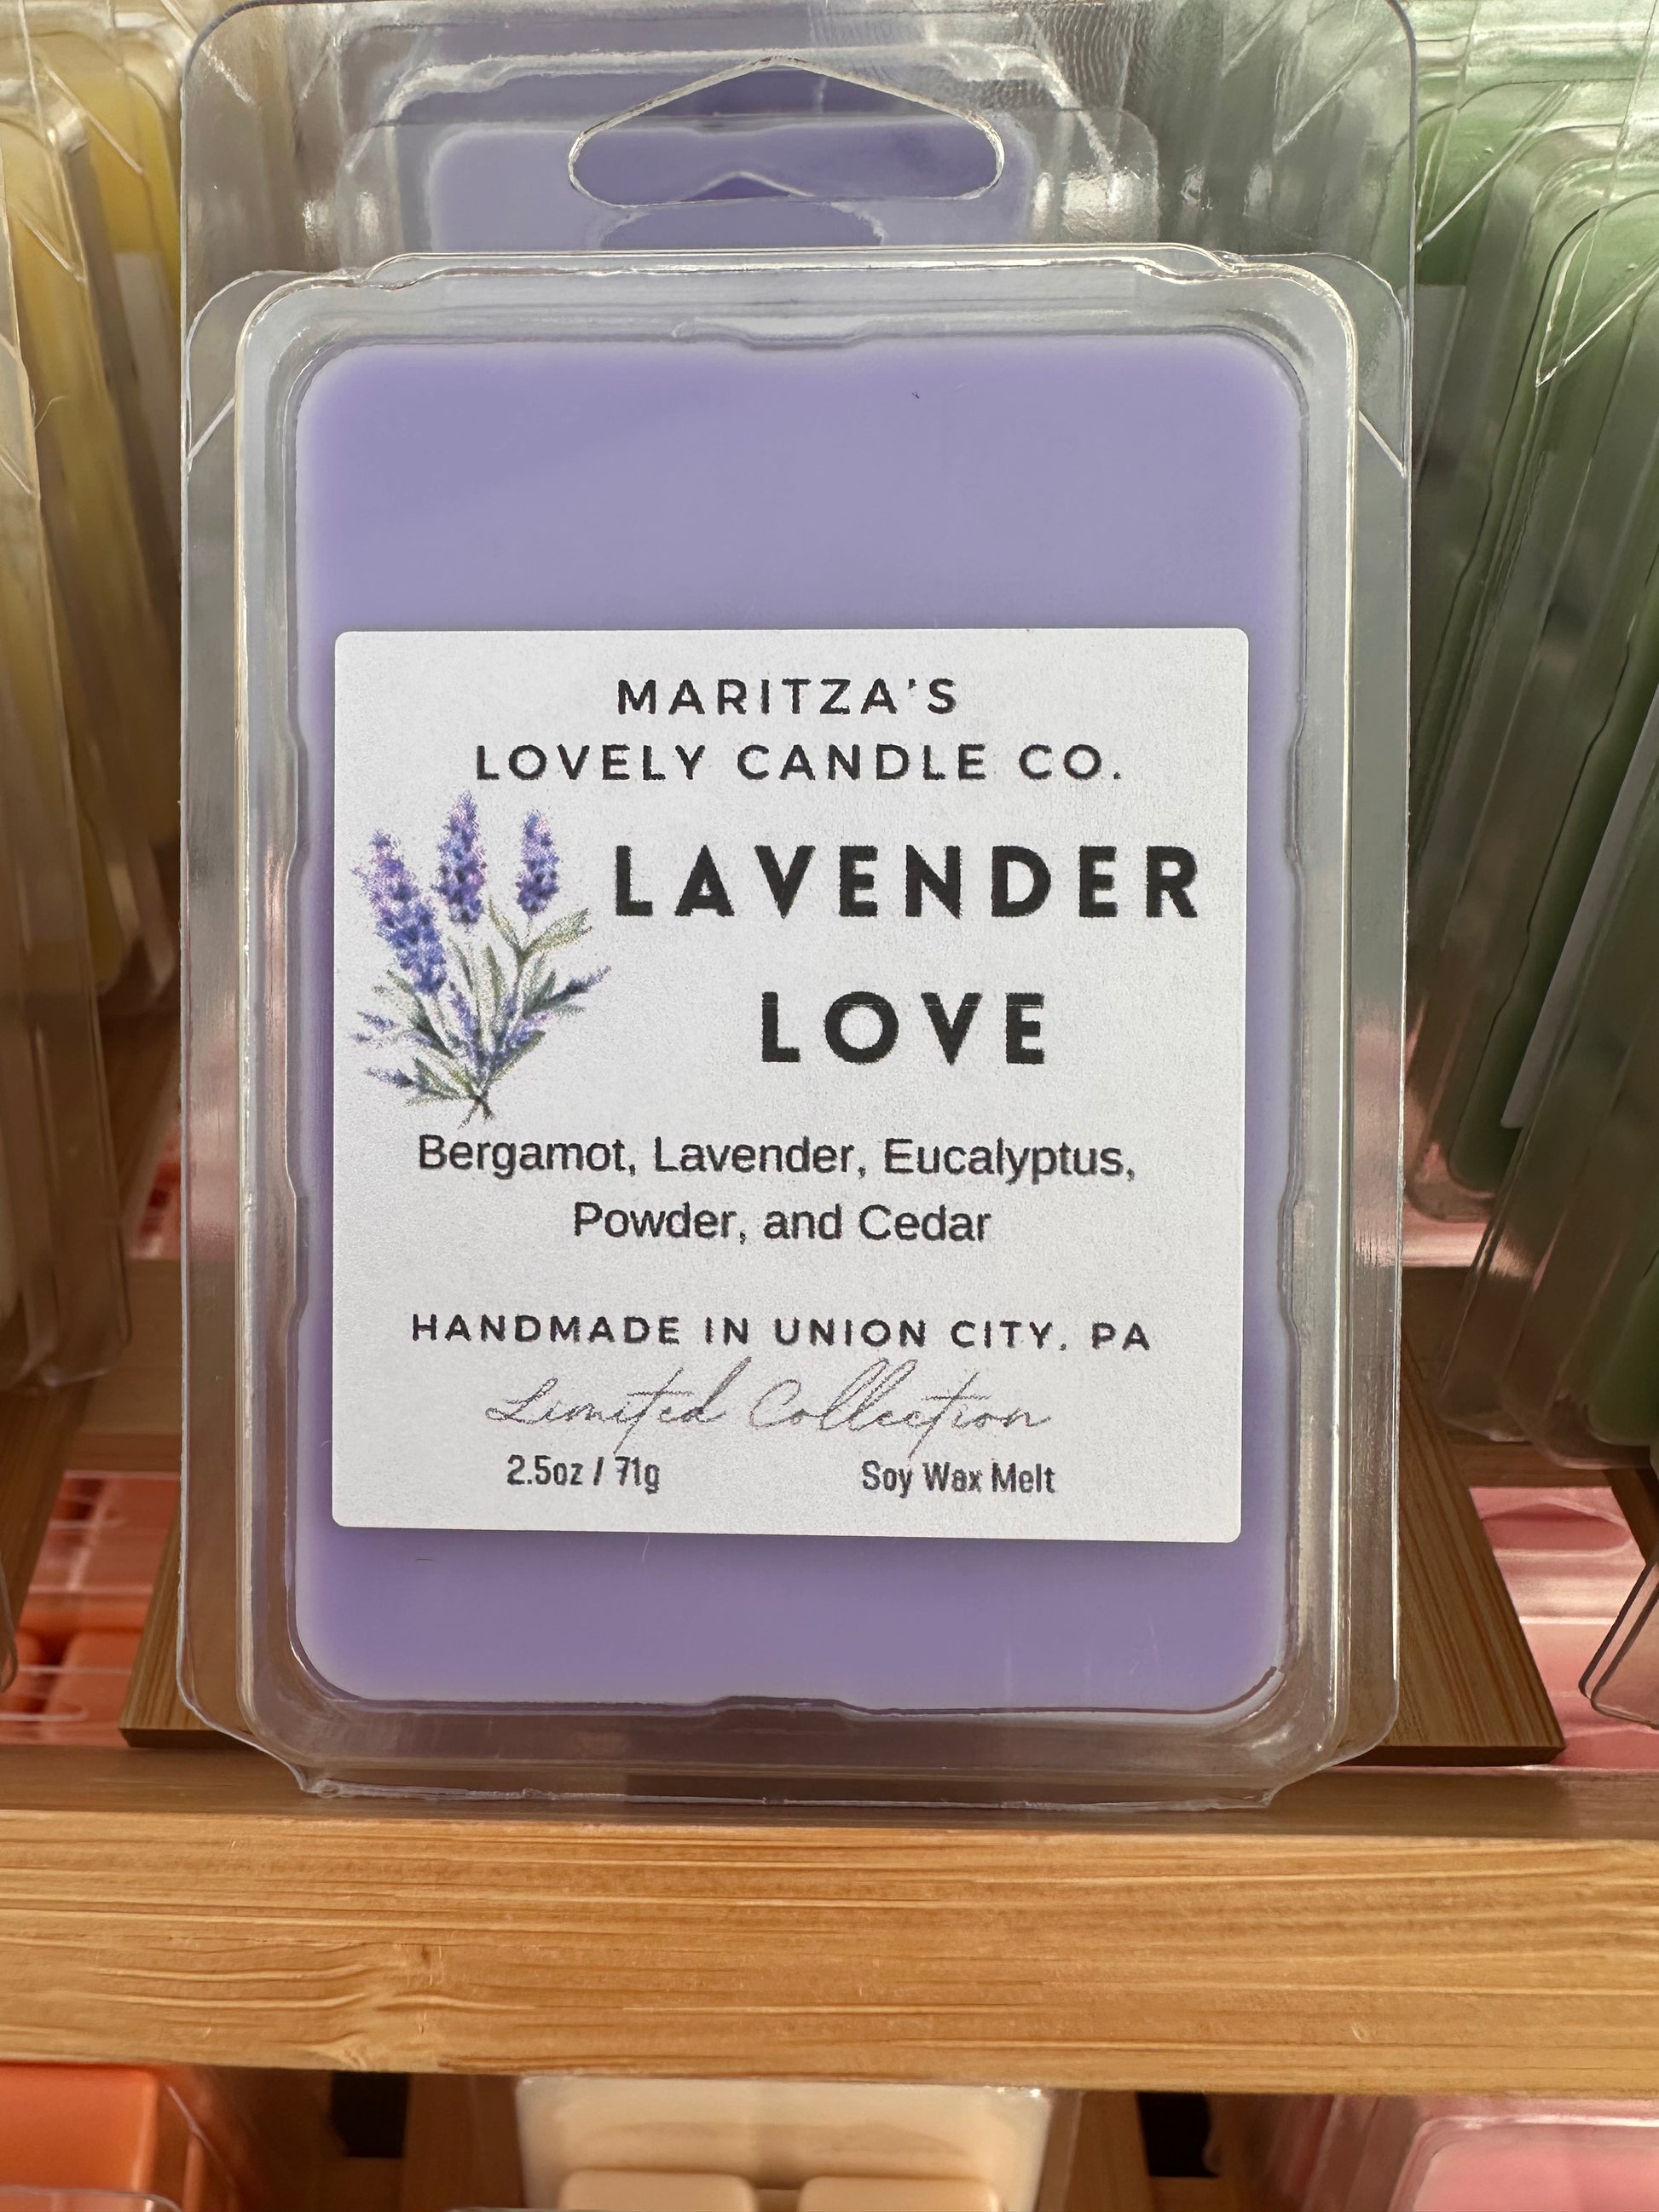 MARITZA'S
LOVELY CANDLE CO.
LAVENDER
LOVE
Bergamot, Lavender, Eucalyptus,
Powder, and Cedar
HANDMADE IN UNION CITY, PA
Limited Collection
2.5oz / 71g Soy Wax Melt